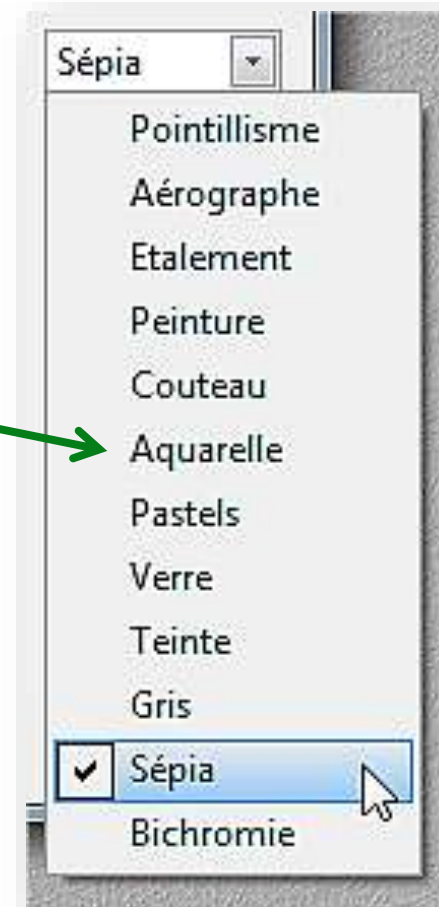 Sépia
Pointillisme
Aérographe
Etalement
Peinture
Couteau
Aquarelle
Pastels
Verre
Teinte
Gris
Sépia
Bichromie